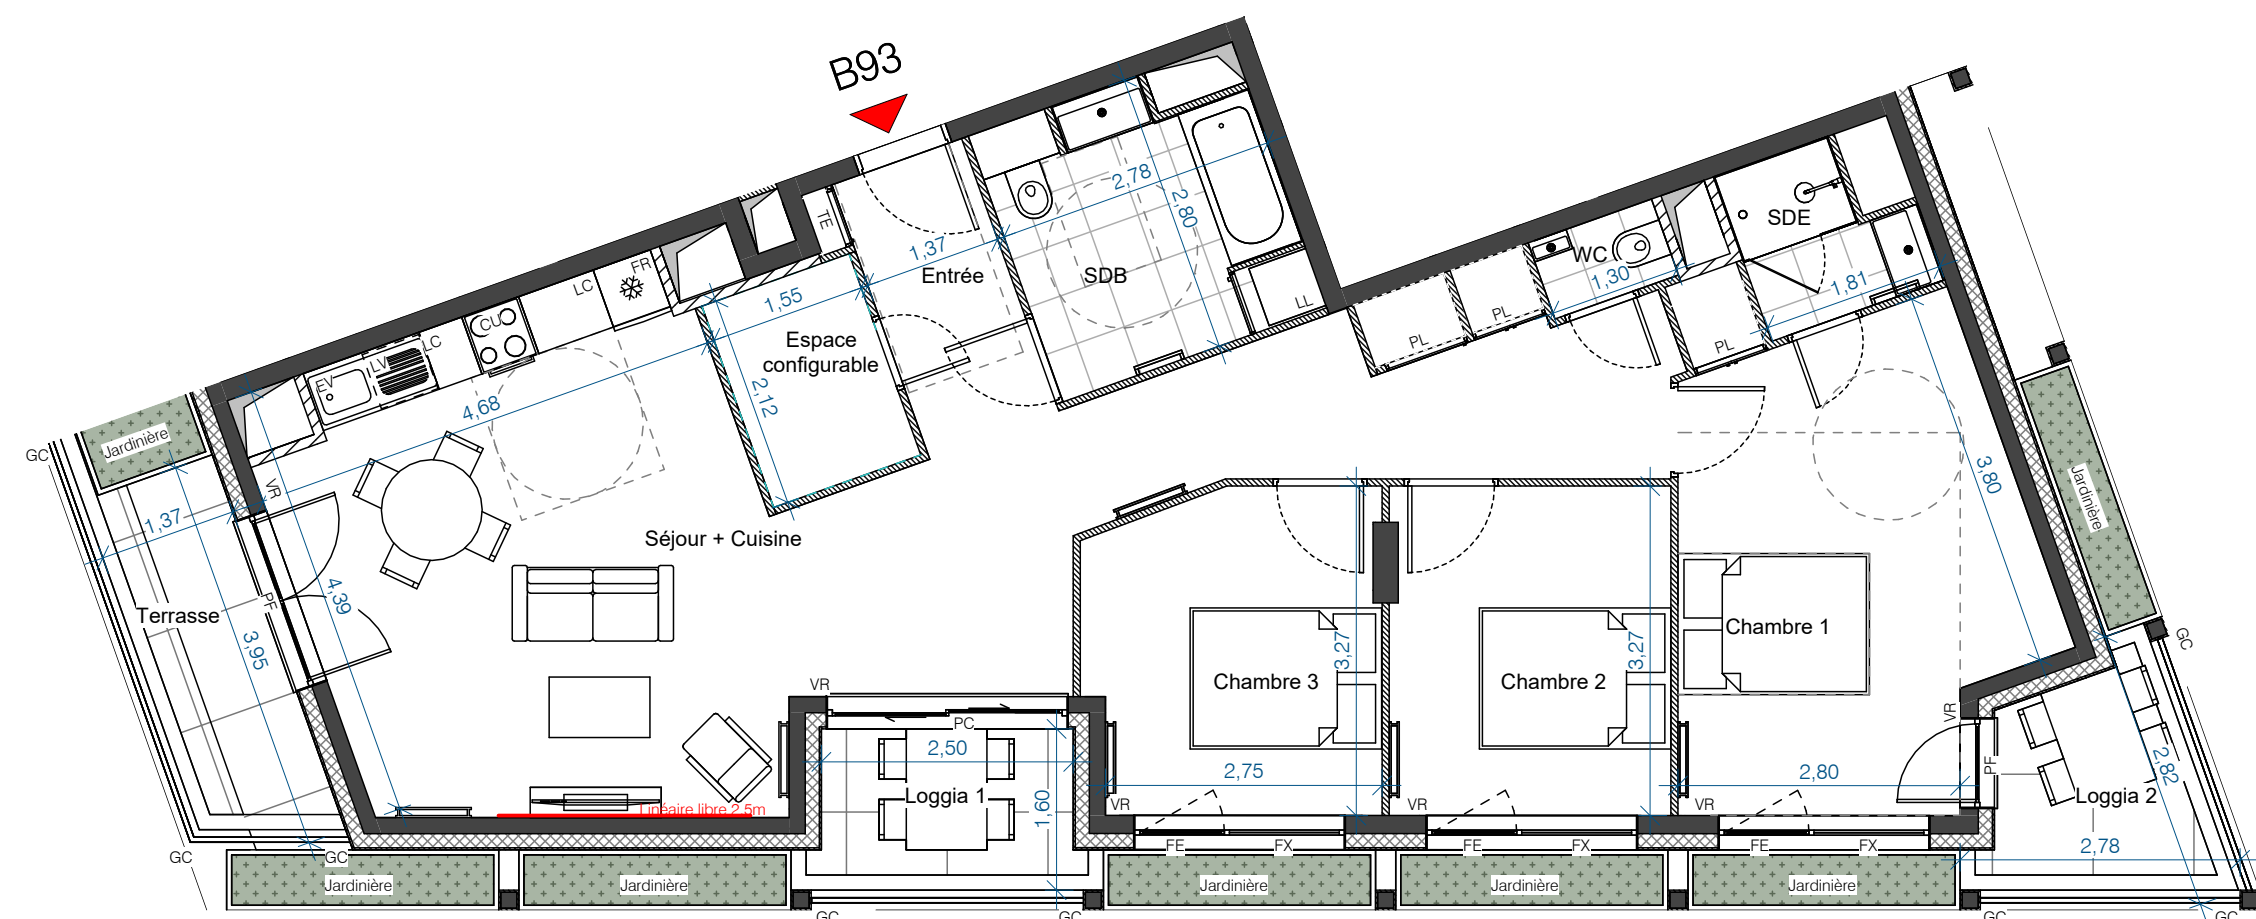 B93
TE
FR
LC
CU
LC
LV
EV
1,37
Entrée
2,78
2,80
SDB
LL
1,55
Espace
configurable
2,12
4,68
WC
1,30
SDE
1,81
PL
PL
PL
3,80
Jardinière
GC
Jardinière
VR
1,37
PF
4,39
3,95
Terrasse
Séjour + Cuisine
Chambre 3
3,27
Chambre 2
3,27
Chambre 1
GC
VR
PC
2,50
Loggia 1
1,60
Linéaire libre 2.5m
2,75
VR
VR
VR
2,80
VR
PF
2,82
Loggia 2
2,78
FE
FX
FE
FX
FE
FX
GC
GC
Jardinière
Jardinière
Jardinière
Jardinière
Jardinière
GC
GC
GC
GC